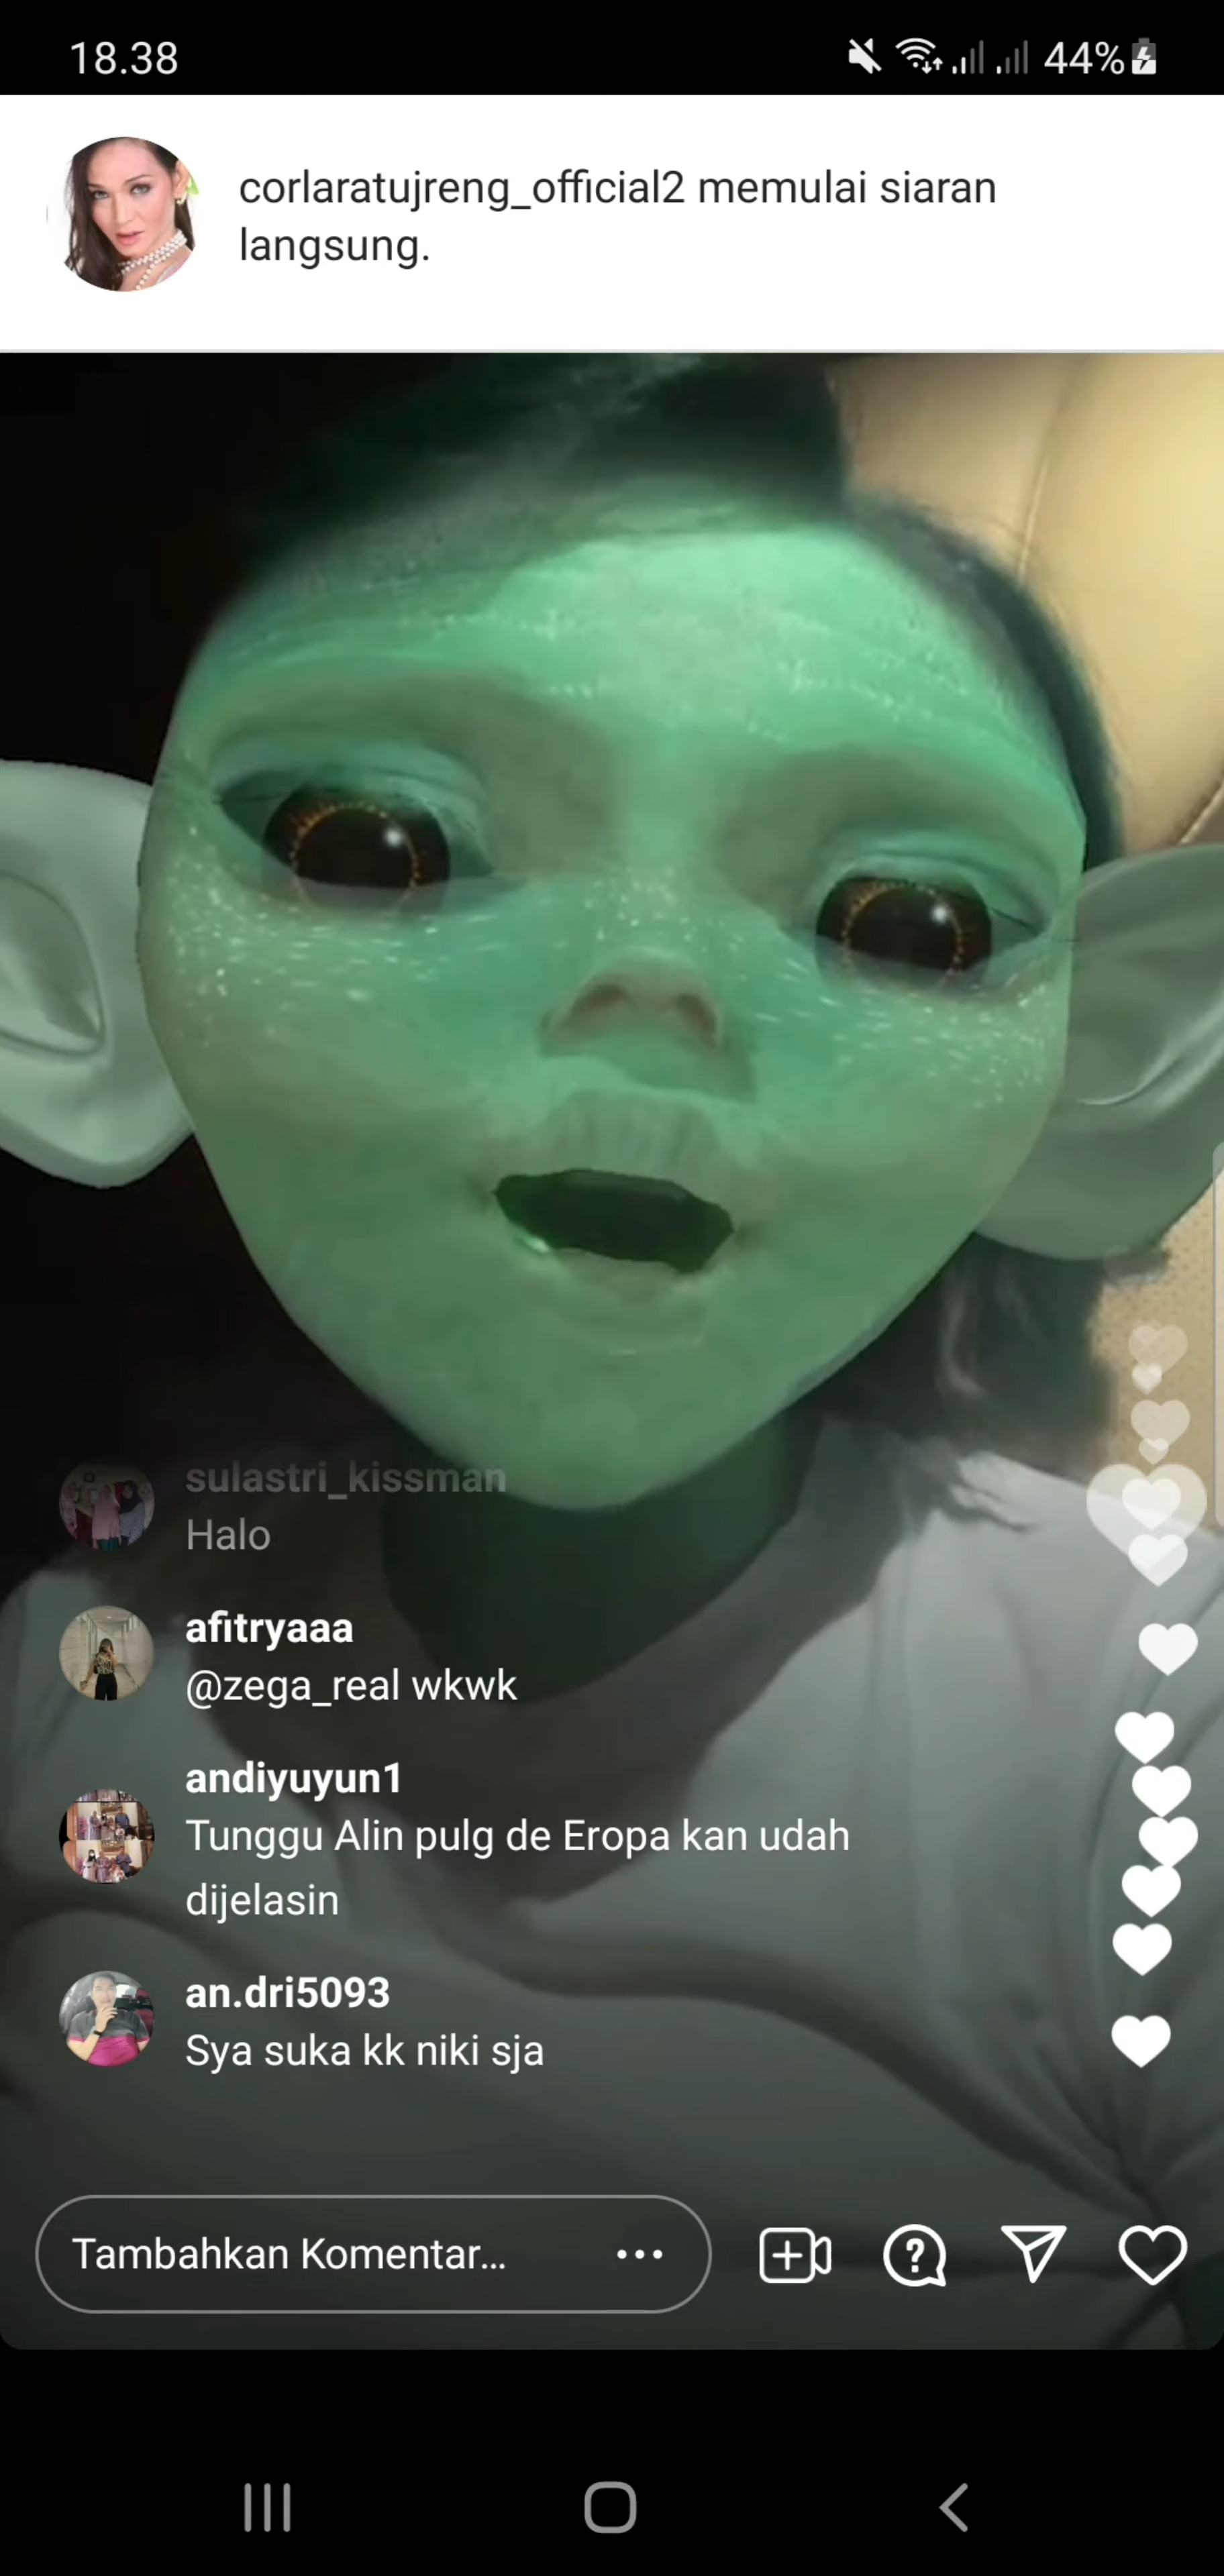 18.38
44%
corlaratujreng_official2 memulai siaran
langsung.
sulastri_kissman
Halo
afitryaaa
@zega_real wkwk
andiyuyun1
Tunggu Alin pulg de Eropa kan udah
dijelasin
an.dri5093
Sya suka kk niki sja
Tambahkan Komentar...